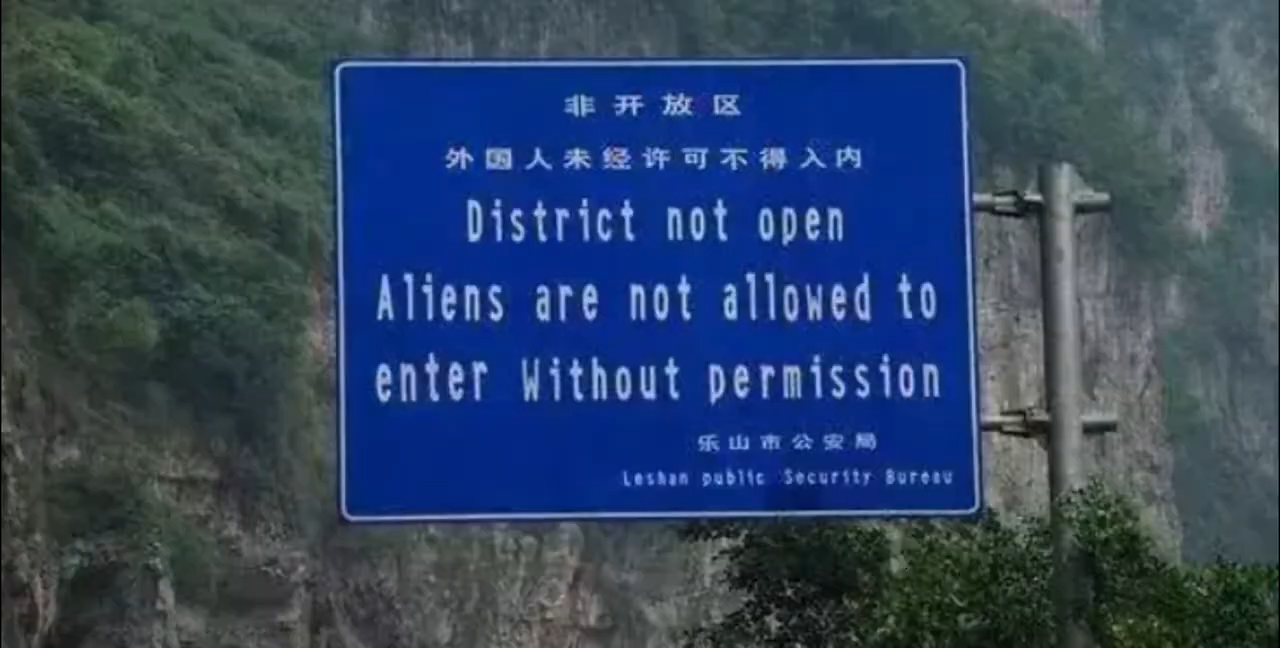 非开放区
外国人未经许可不得入内
District not open
Aliens are not allowed to
enter Without permission
乐山市公安局
Leshan public Security Bureau